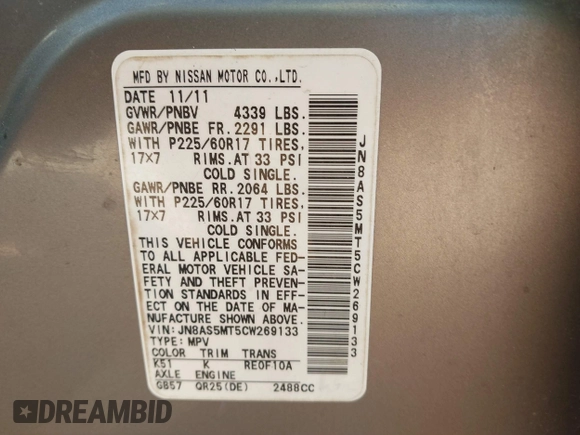 MFD BY NISSAN MOTOR CO.,LTD.
DATE 11/11
GVWR/PNBV 4339 LBS.
GAWR/PNBE FR.2291 LBS.
WITH P225/60R17 TIRES,
17×7 RIMS.AT 33 PSI
COLD SINGLE.
GAWR/PNBE RR.2064 LBS.
WITH P225/60R17 TIRES,
17×7 RIMS.AT 33 PSI
COLD SINGLE.
THIS VEHICLE CONFORMS
TO ALL APPLICABLE FED-
ERAL MOTOR VEHICLE SA-
FETY AND THEFT PREVEN-
TION STANDARDS IN EFF-
ECT ON THE DATE OF MA-
NUFACTURE SHOWN ABOVE.
VIN:JN8AS5MT5CW269133
TYPE:MPV
COLOR TRIM TRANS
K51 K RE0F10A
AXLE ENGINE
GB57 QR25(DE) 2488CC
JN8AS5MT5CW269133
DREAMBID